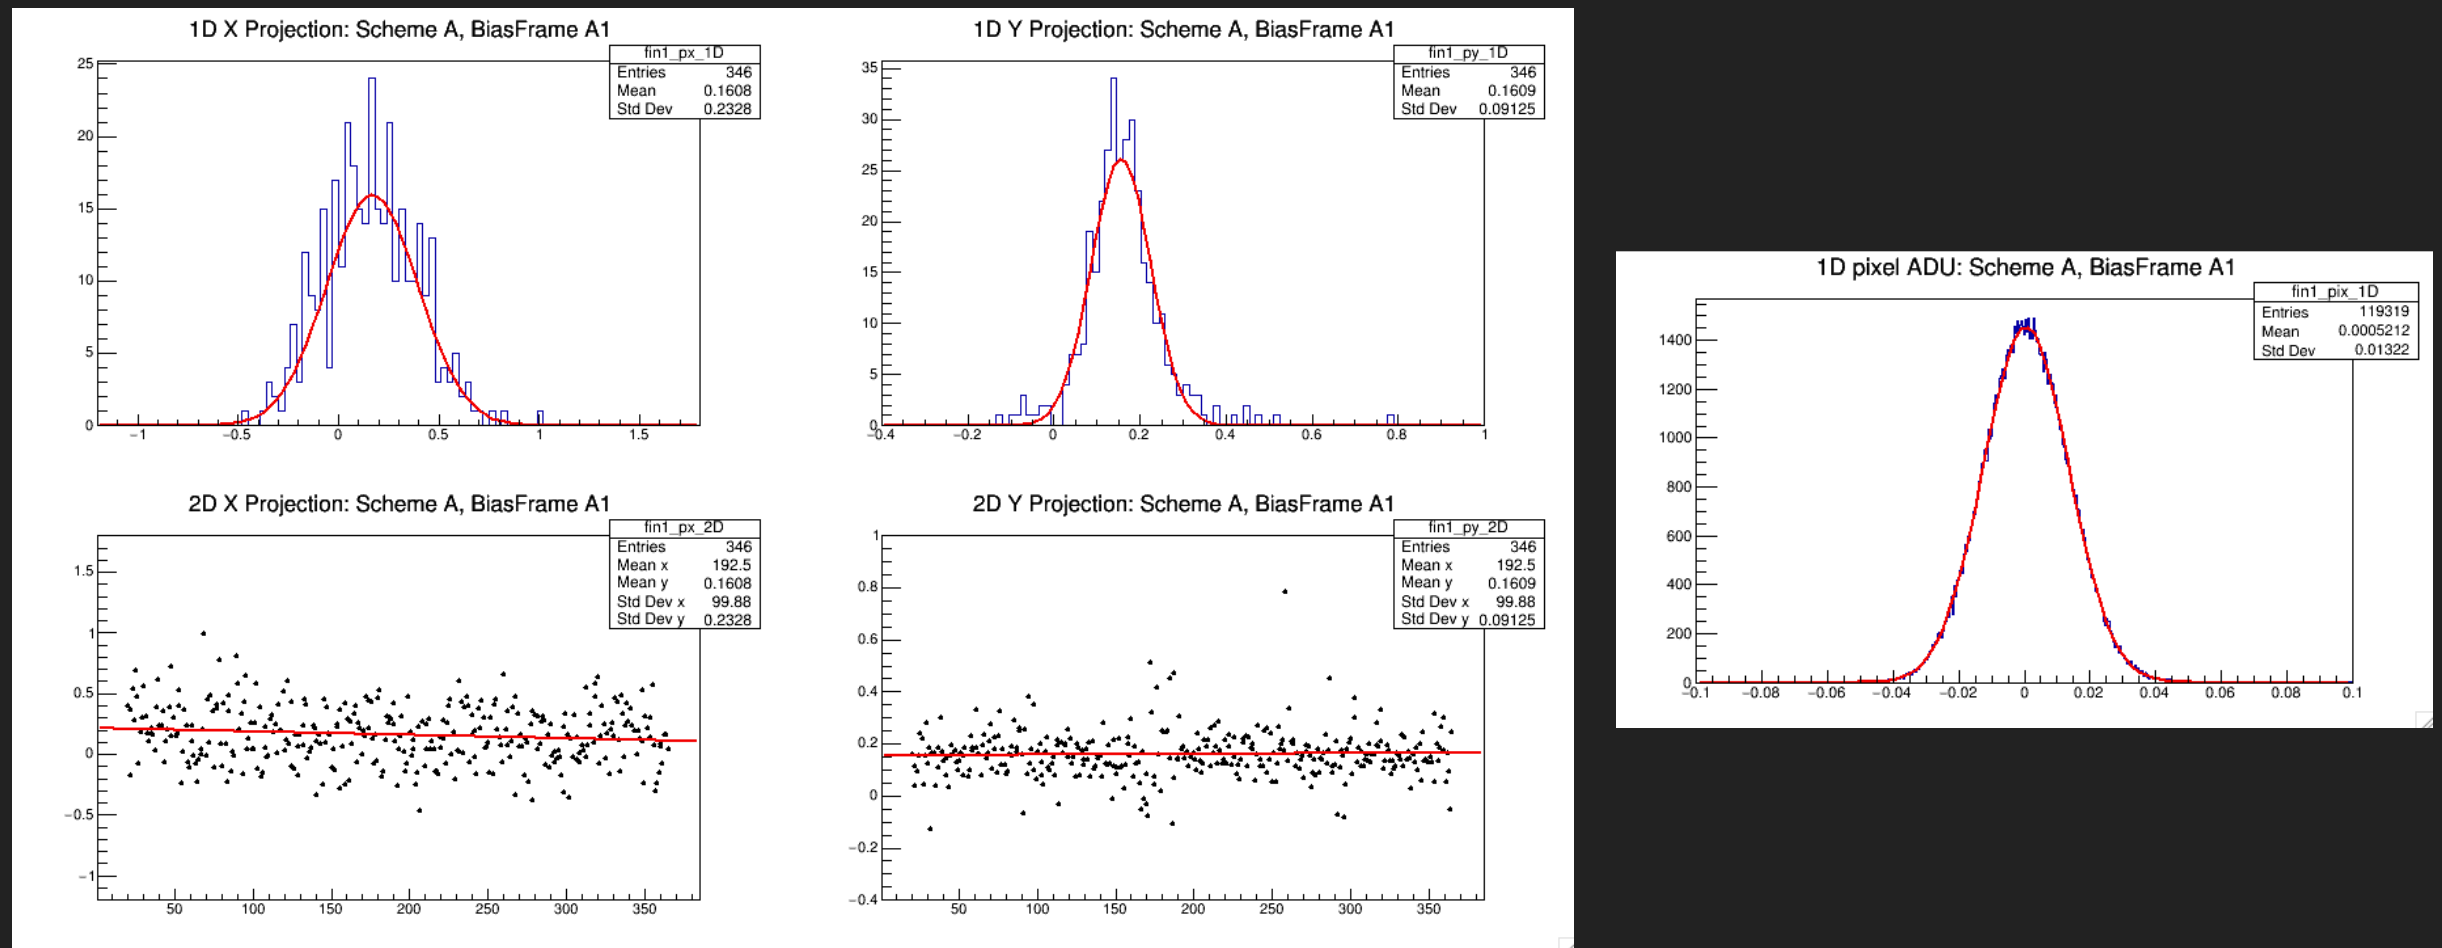 1D X Projection: Scheme A, BiasFrame A1
fin1_px_1D
Entries 346
Mean 0.1608
Std Dev 0.2328
25
20
15
10
5
0
−1 −0.5 0 0.5 1 1.5
1D Y Projection: Scheme A, BiasFrame A1
fin1_py_1D
Entries 346
Mean 0.1609
Std Dev 0.09125
35
30
25
20
15
10
5
0
−0.4 −0.2 0 0.2 0.4 0.6 0.8 1
2D X Projection: Scheme A, BiasFrame A1
fin1_px_2D
Entries 346
Mean x 192.5
Mean y 0.1608
Std Dev x 99.88
Std Dev y 0.2328
1.5
1
0.5
0
−0.5
−1
50 100 150 200 250 300 350
2D Y Projection: Scheme A, BiasFrame A1
fin1_py_2D
Entries 346
Mean x 192.5
Mean y 0.1609
Std Dev x 99.88
Std Dev y 0.09125
1
0.8
0.6
0.4
0.2
0
−0.2
−0.4
50 100 150 200 250 300 350
1D pixel ADU: Scheme A, BiasFrame A1
fin1_pix_1D
Entries 119319
Mean 0.0005212
Std Dev 0.01322
1400
1200
1000
800
600
400
200
0
−0.1 −0.08 −0.06 −0.04 −0.02 0 0.02 0.04 0.06 0.08 0.1